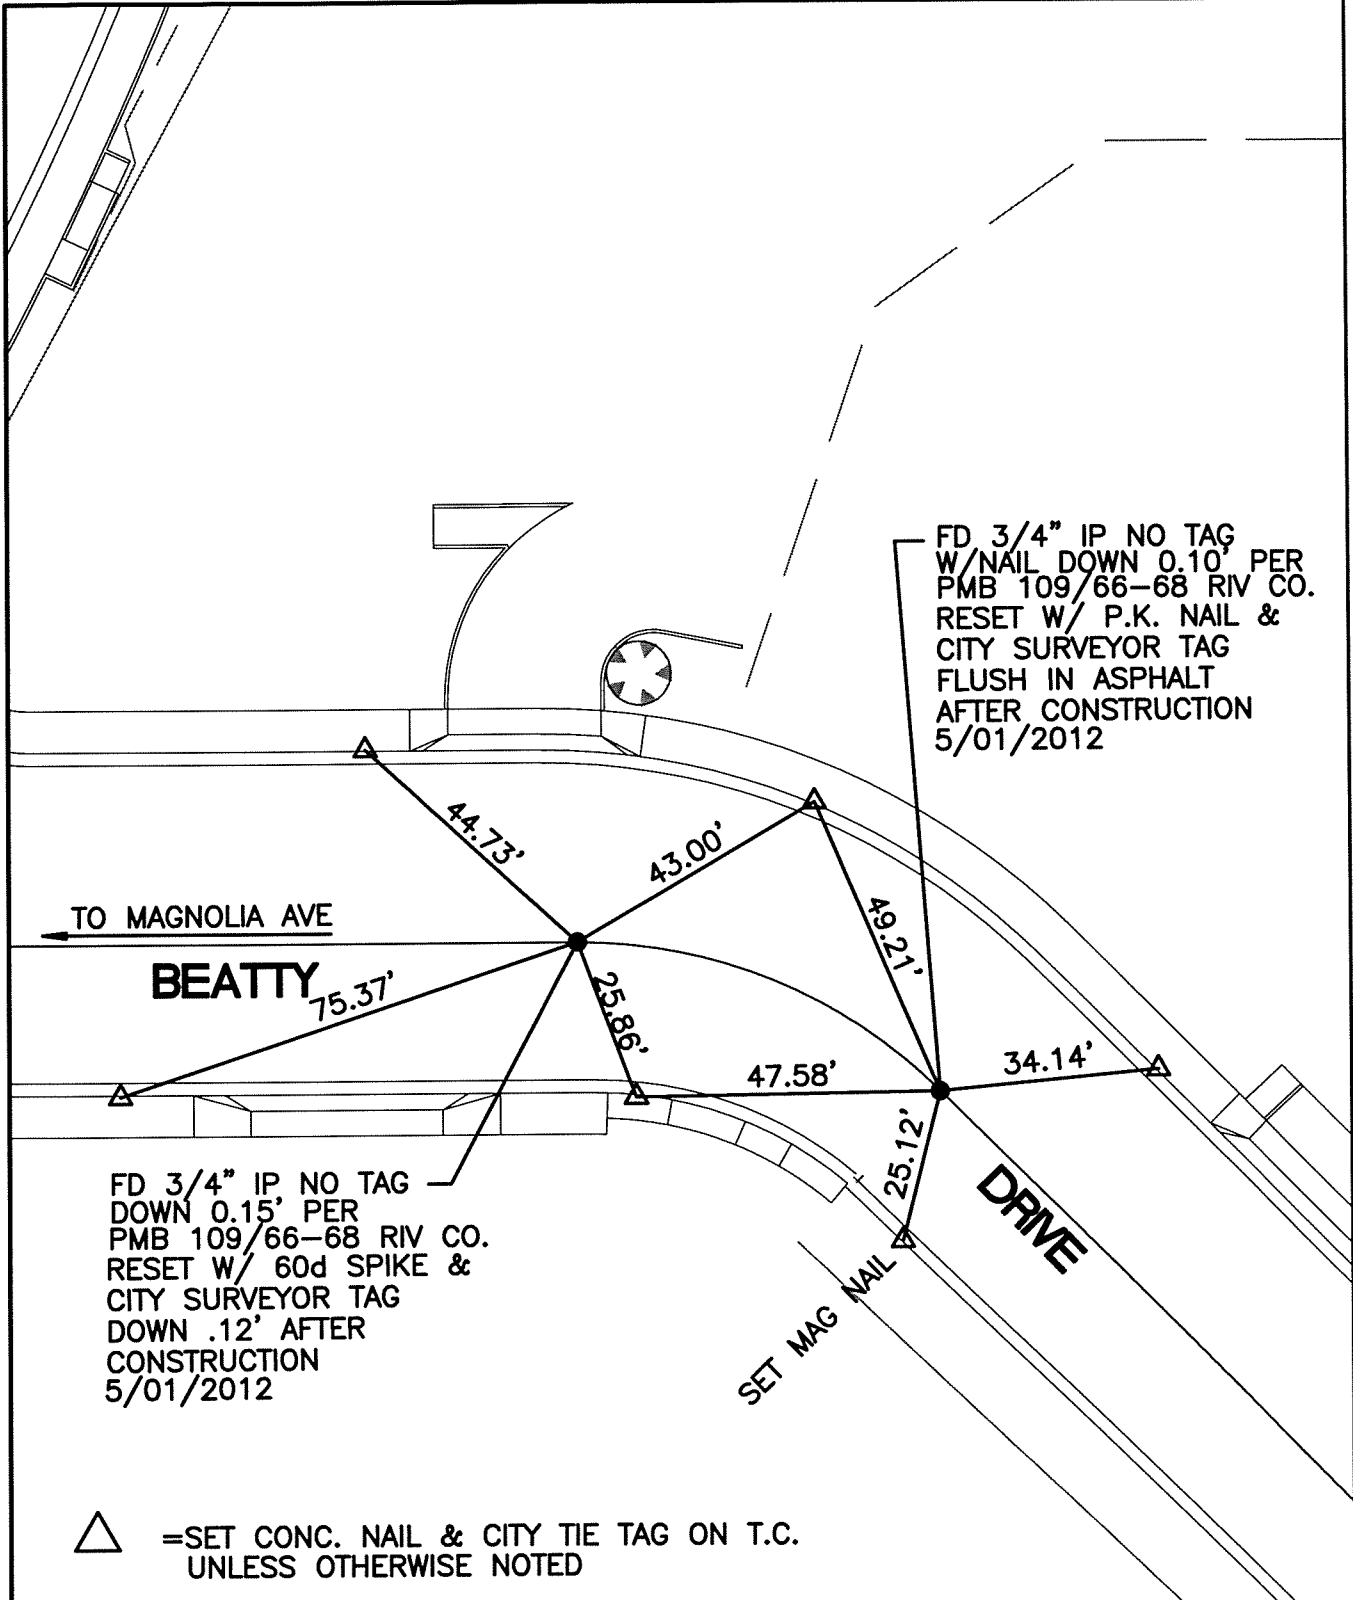 FD 3/4" IP NO TAG
W/NAIL DOWN 0.10' PER
PMB 109/66-68 RIV CO.
RESET W/ P.K. NAIL &
CITY SURVEYOR TAG
FLUSH IN ASPHALT
AFTER CONSTRUCTION
5/01/2012
44.73'
43.00'
49.21'
TO MAGNOLIA AVE
BEATTY
75.37'
25.86'
47.58'
34.14'
25.12'
DRIVE
SET MAG NAIL
FD 3/4" IP NO TAG
DOWN 0.15' PER
PMB 109/66-68 RIV CO.
RESET W/ 60d SPIKE &
CITY SURVEYOR TAG
DOWN .12' AFTER
CONSTRUCTION
5/01/2012
=SET CONC. NAIL & CITY TIE TAG ON T.C.
UNLESS OTHERWISE NOTED